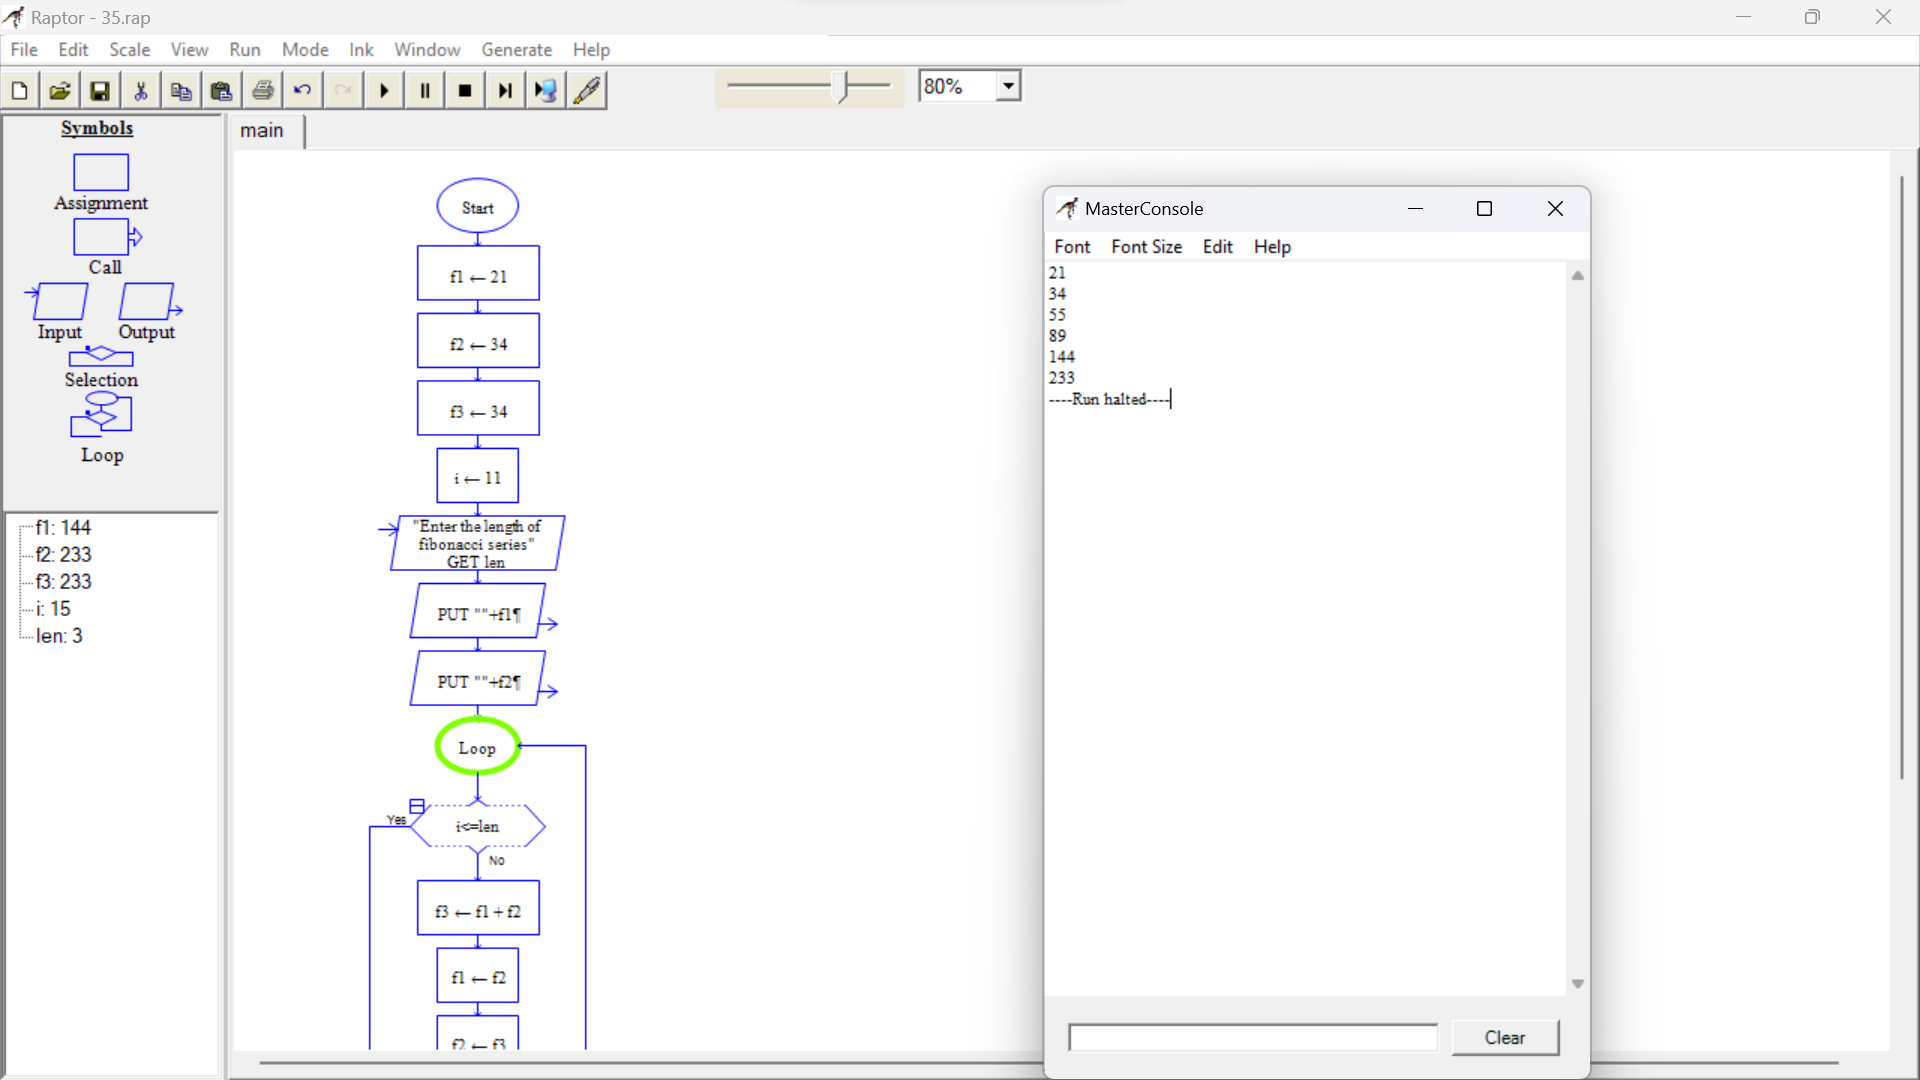 Raptor - 35.rap
File Edit Scale View Run Mode Ink Window Generate Help
80%
Symbols
Assignment
Call
Input Output
Selection
Loop
f1: 144
f2: 233
f3: 233
i: 15
len: 3
main
Start
f1 ← 21
f2 ← 34
f3 ← 34
i ← 11
"Enter the length of
fibonacci series"
GET len
PUT ""+f1¶
PUT ""+f2¶
Loop
Yes
i<=len
No
f3 ← f1 + f2
f1 ← f2
f2 ← f3
MasterConsole
Font Font Size Edit Help
21
34
55
89
144
233
----Run halted----
Clear